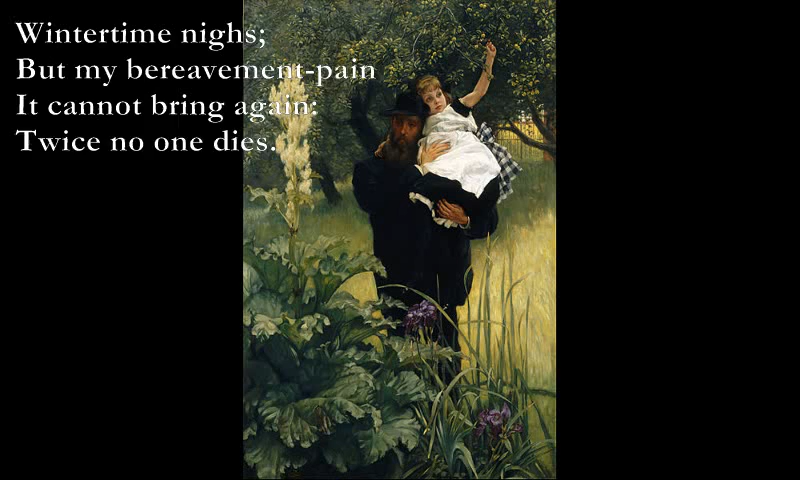 Wintertime nighs;
But my bereavement-pain
It cannot bring again:
Twice no one dies.